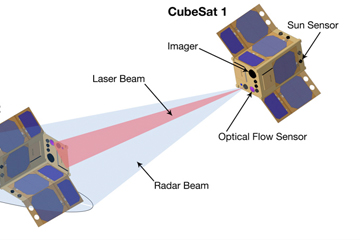 CubeSat 1
Sun Sensor
Imager
Laser Beam
Optical Flow Sensor
Radar Beam